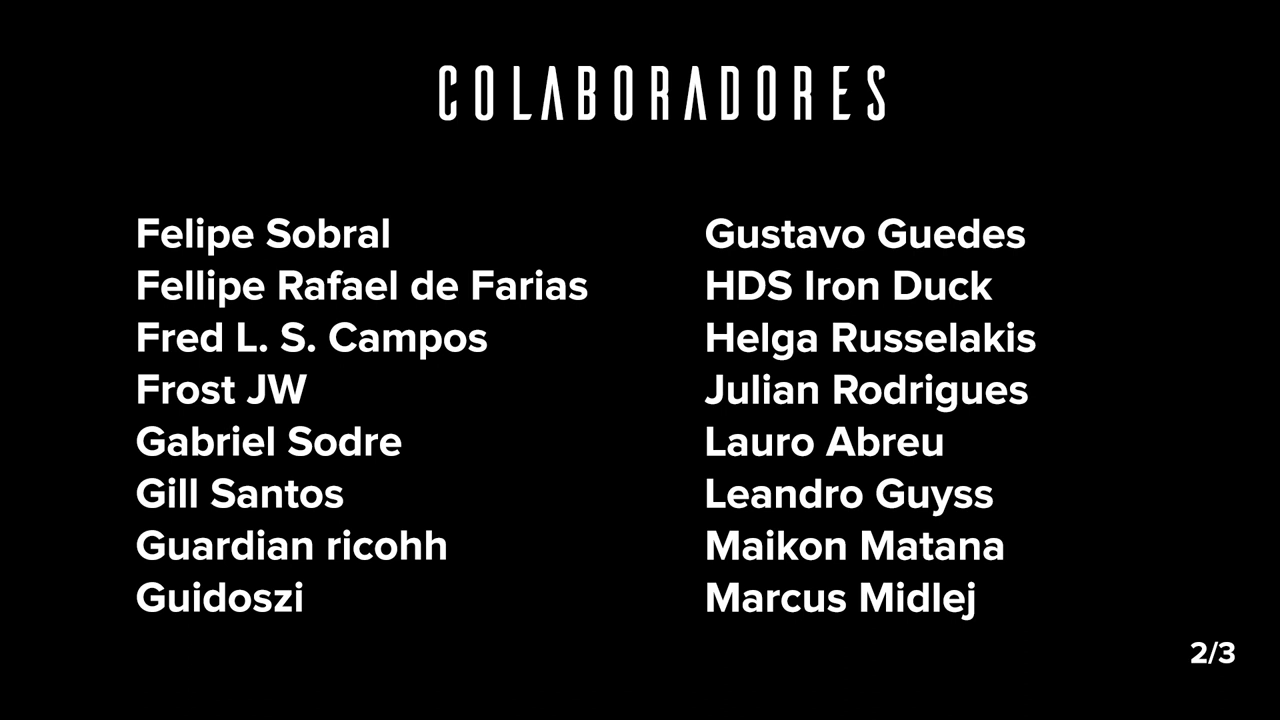 COLABORADORES
Felipe Sobral
Fellipe Rafael de Farias
Fred L. S. Campos
Frost JW
Gabriel Sodre
Gill Santos
Guardian ricohh
Guidoszi
Gustavo Guedes
HDS Iron Duck
Helga Russelakis
Julian Rodrigues
Lauro Abreu
Leandro Guyss
Maikon Matana
Marcus Midlej
2/3